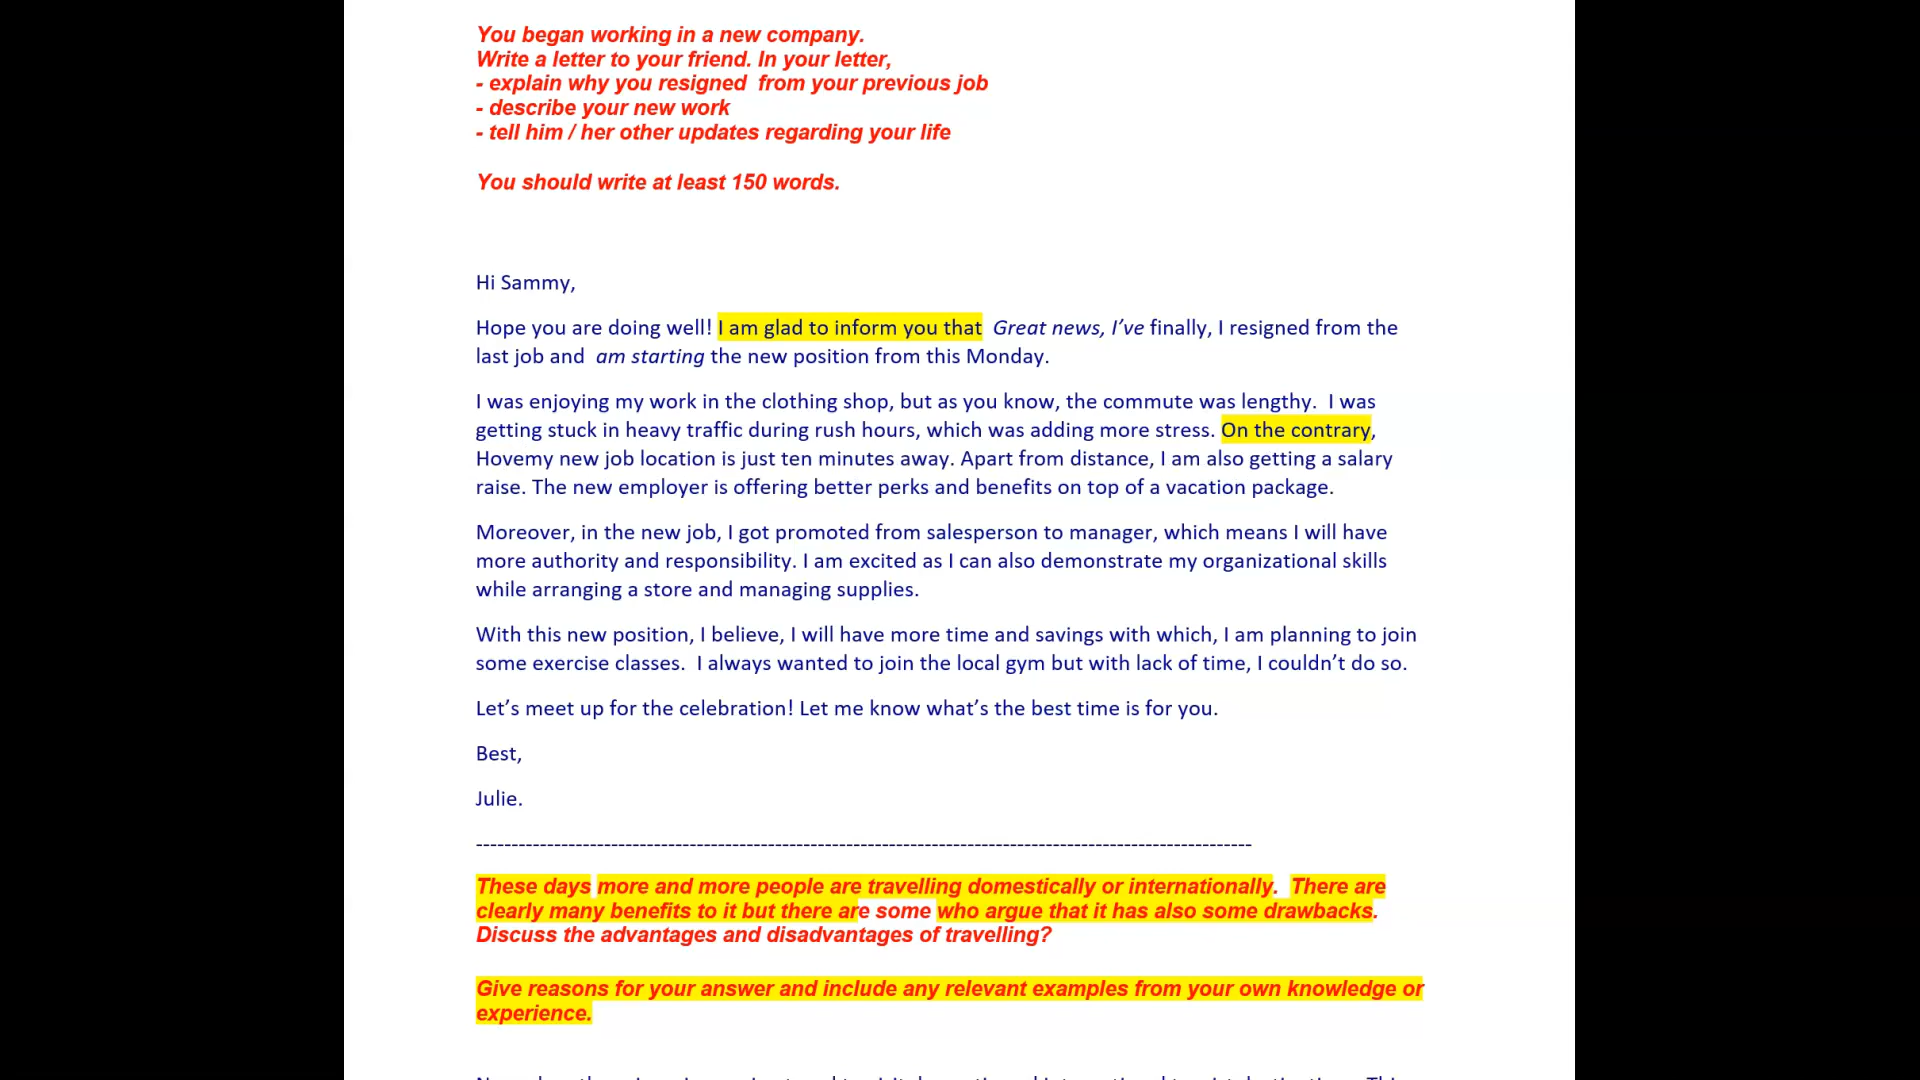 You began working in a new company.
Write a letter to your friend. In your letter,
- explain why you resigned  from your previous job
- describe your new work
- tell him / her other updates regarding your life
You should write at least 150 words.
Hi Sammy,
Hope you are doing well! I am glad to inform you that  Great news, I’ve finally, I resigned from the
last job and  am starting the new position from this Monday.
I was enjoying my work in the clothing shop, but as you know, the commute was lengthy.  I was
getting stuck in heavy traffic during rush hours, which was adding more stress. On the contrary,
Hovemy new job location is just ten minutes away. Apart from distance, I am also getting a salary
raise. The new employer is offering better perks and benefits on top of a vacation package.
Moreover, in the new job, I got promoted from salesperson to manager, which means I will have
more authority and responsibility. I am excited as I can also demonstrate my organizational skills
while arranging a store and managing supplies.
With this new position, I believe, I will have more time and savings with which, I am planning to join
some exercise classes.  I always wanted to join the local gym but with lack of time, I couldn’t do so.
Let’s meet up for the celebration! Let me know what’s the best time is for you.
Best,
Julie.
--------------------------------------------------------------------------------------------------------------
These days more and more people are travelling domestically or internationally.  There are
clearly many benefits to it but there are some who argue that it has also some drawbacks.
Discuss the advantages and disadvantages of travelling?
Give reasons for your answer and include any relevant examples from your own knowledge or
experience.